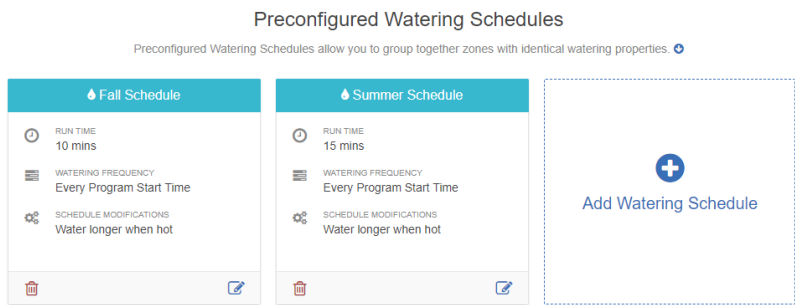 Preconfigured Watering Schedules
Preconfigured Watering Schedules allow you to group together zones with identical watering properties.
Fall Schedule
RUN TIME
10 mins
WATERING FREQUENCY
Every Program Start Time
SCHEDULE MODIFICATIONS
Water longer when hot
Summer Schedule
RUN TIME
15 mins
WATERING FREQUENCY
Every Program Start Time
SCHEDULE MODIFICATIONS
Water longer when hot
Add Watering Schedule